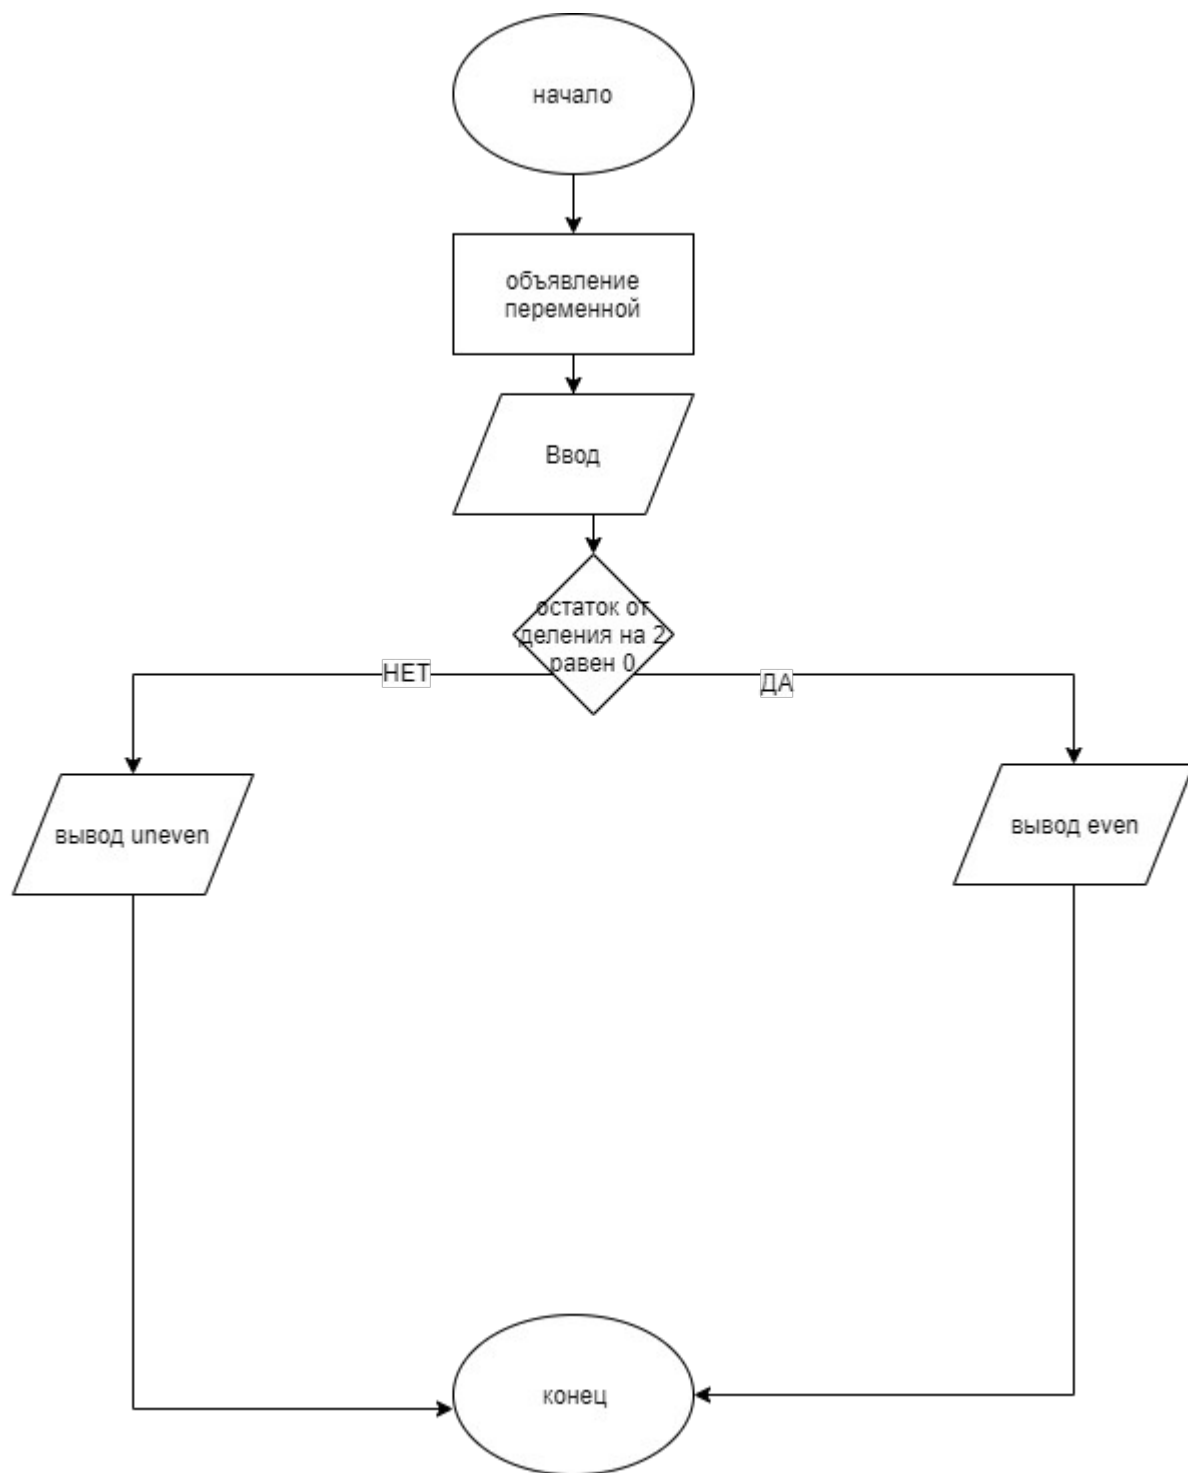 начало
объявление
переменной
Ввод
остаток от
деления на 2
равен 0
НЕТ
ДА
вывод uneven
вывод even
конец